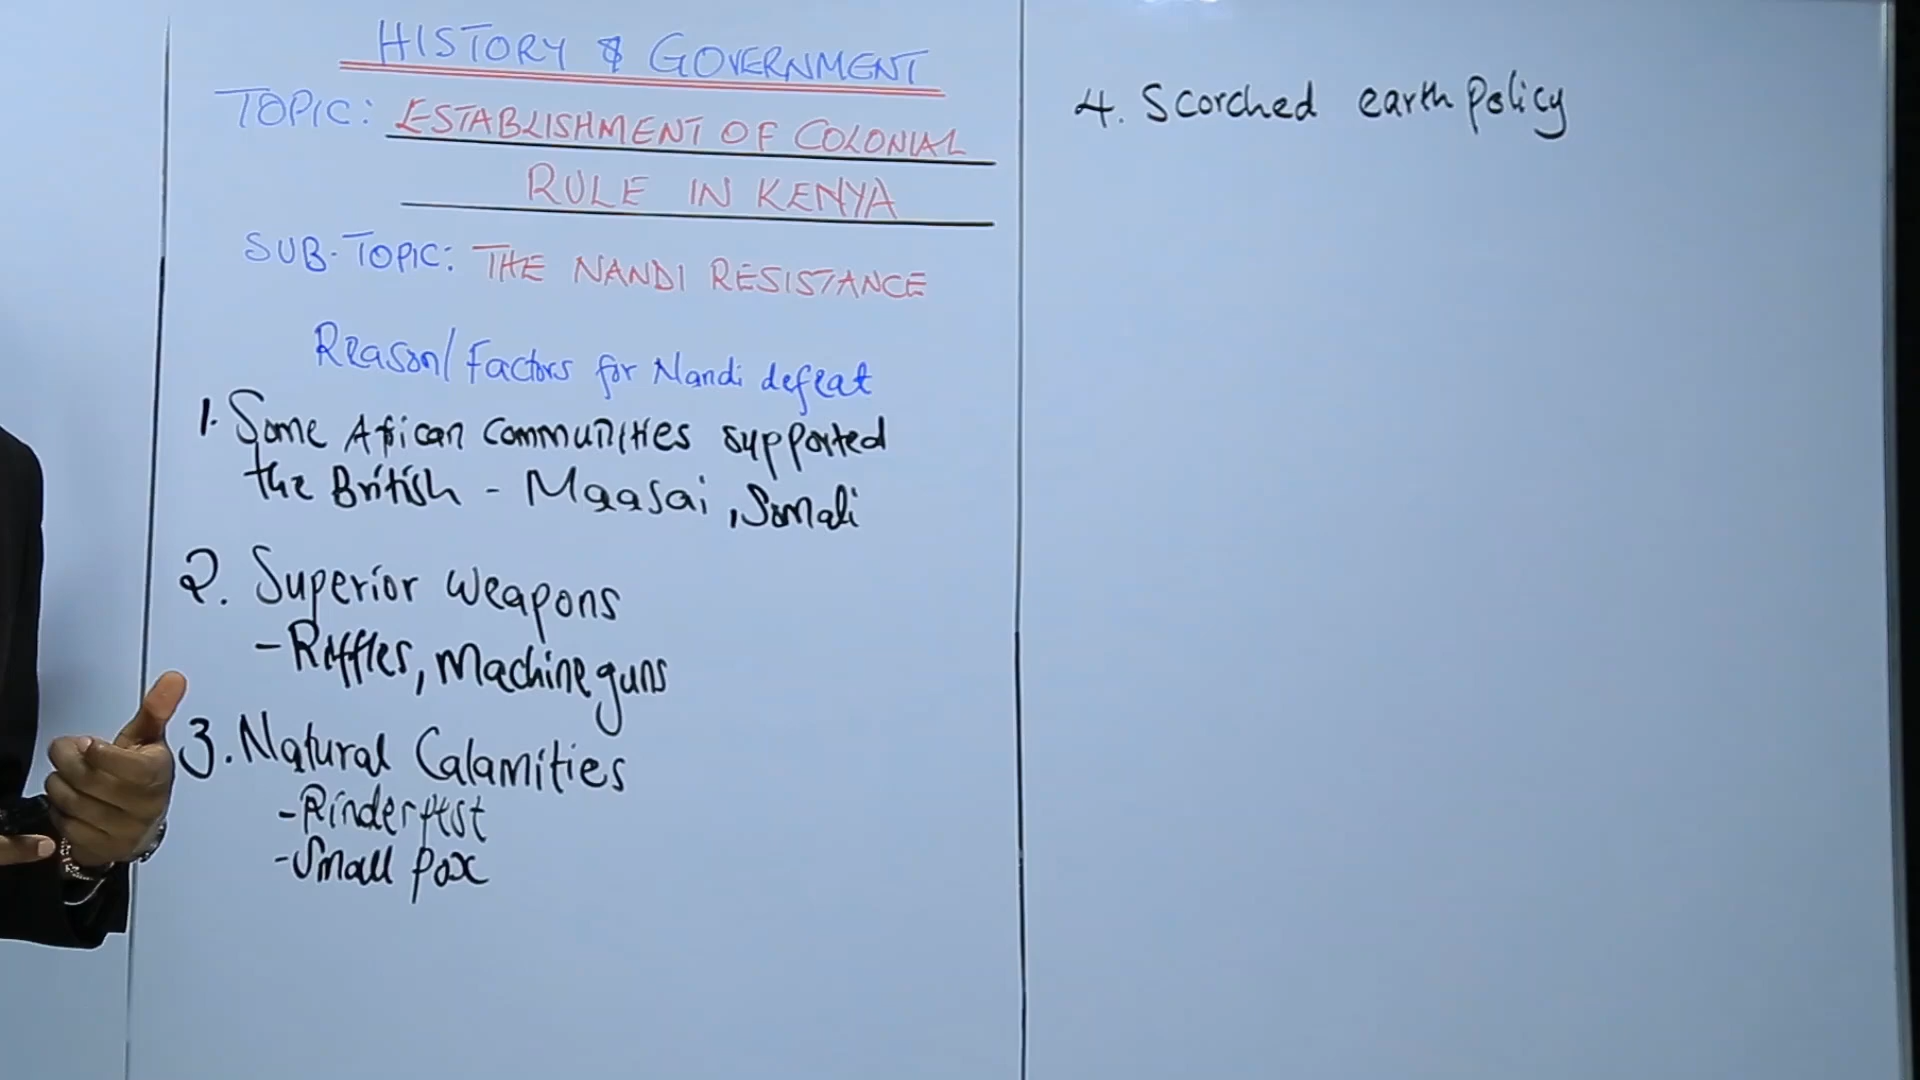 HISTORY & GOVERNMENT
TOPIC: ESTABLISHMENT OF COLONIAL
RULE IN KENYA
SUB-TOPIC: THE NANDI RESISTANCE
Reason/Factors for Nandi defeat
1. Some African Communities supported
the British - Maasai, Somali
2. Superior weapons
- Riffles, Machine guns
3. Natural Calamities
- Rinderpest
- Small pox
4. Scorched earth policy